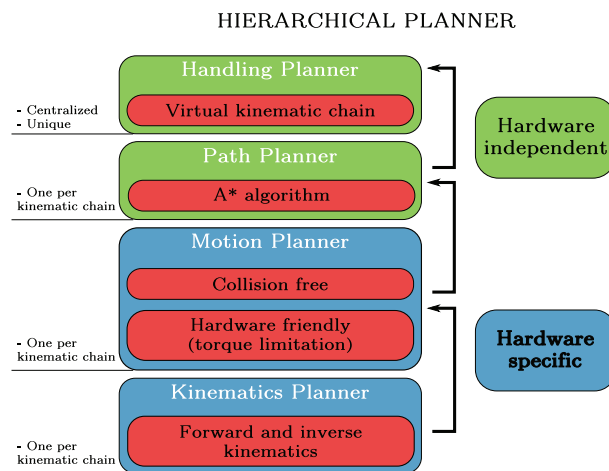 HIERARCHICAL PLANNER
Handling Planner
Virtual kinematic chain
- Centralized
- Unique
Path Planner
A* algorithm
- One per
kinematic chain
Hardware
independent
Motion Planner
Collision free
Hardware friendly
(torque limitation)
- One per
kinematic chain
Hardware
specific
Kinematics Planner
Forward and inverse
kinematics
- One per
kinematic chain